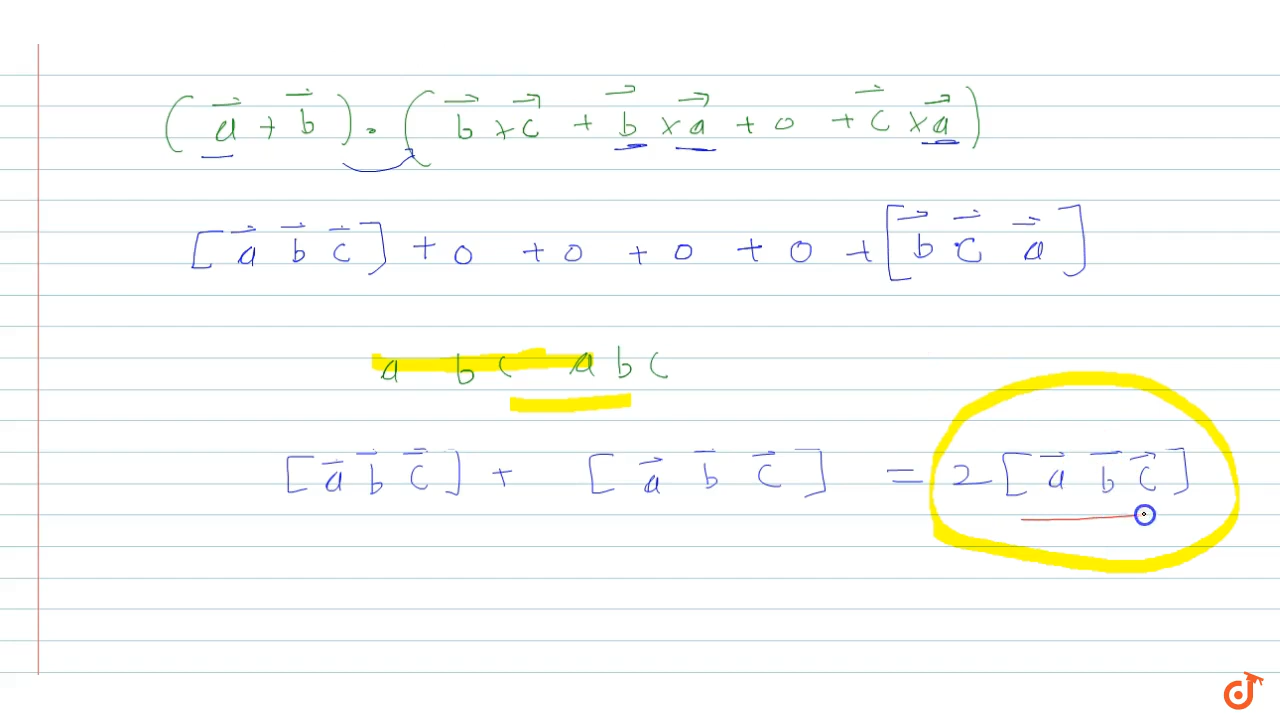 (a⃗ + b⃗) . (b⃗ × c⃗ + b⃗ × a⃗ + 0 + c⃗ × a⃗)
[a⃗ b⃗ c⃗] + 0 + 0 + 0 + 0 + [b⃗ c⃗ a⃗]
a b c a b c
[a⃗ b⃗ c⃗] + [a⃗ b⃗ c⃗] = 2 [a⃗ b⃗ c⃗]